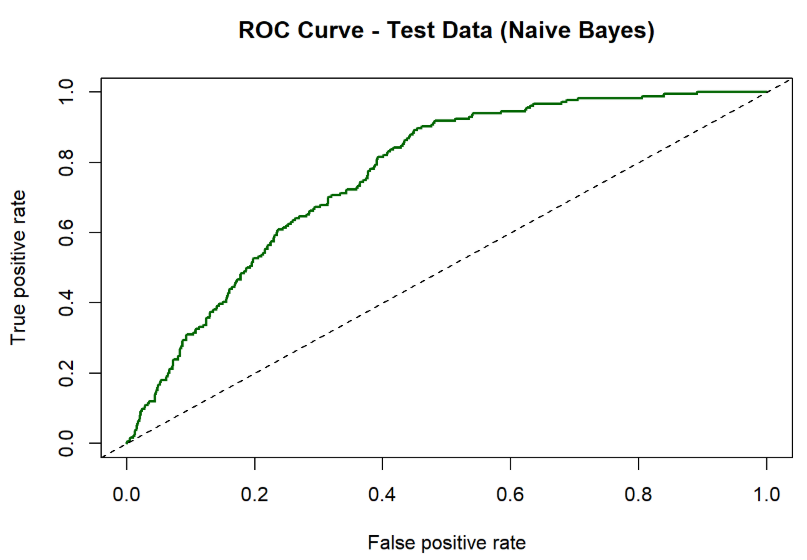 ROC Curve - Test Data (Naive Bayes)
True positive rate
1.0
0.8
0.6
0.4
0.2
0.0
0.0 0.2 0.4 0.6 0.8 1.0
False positive rate